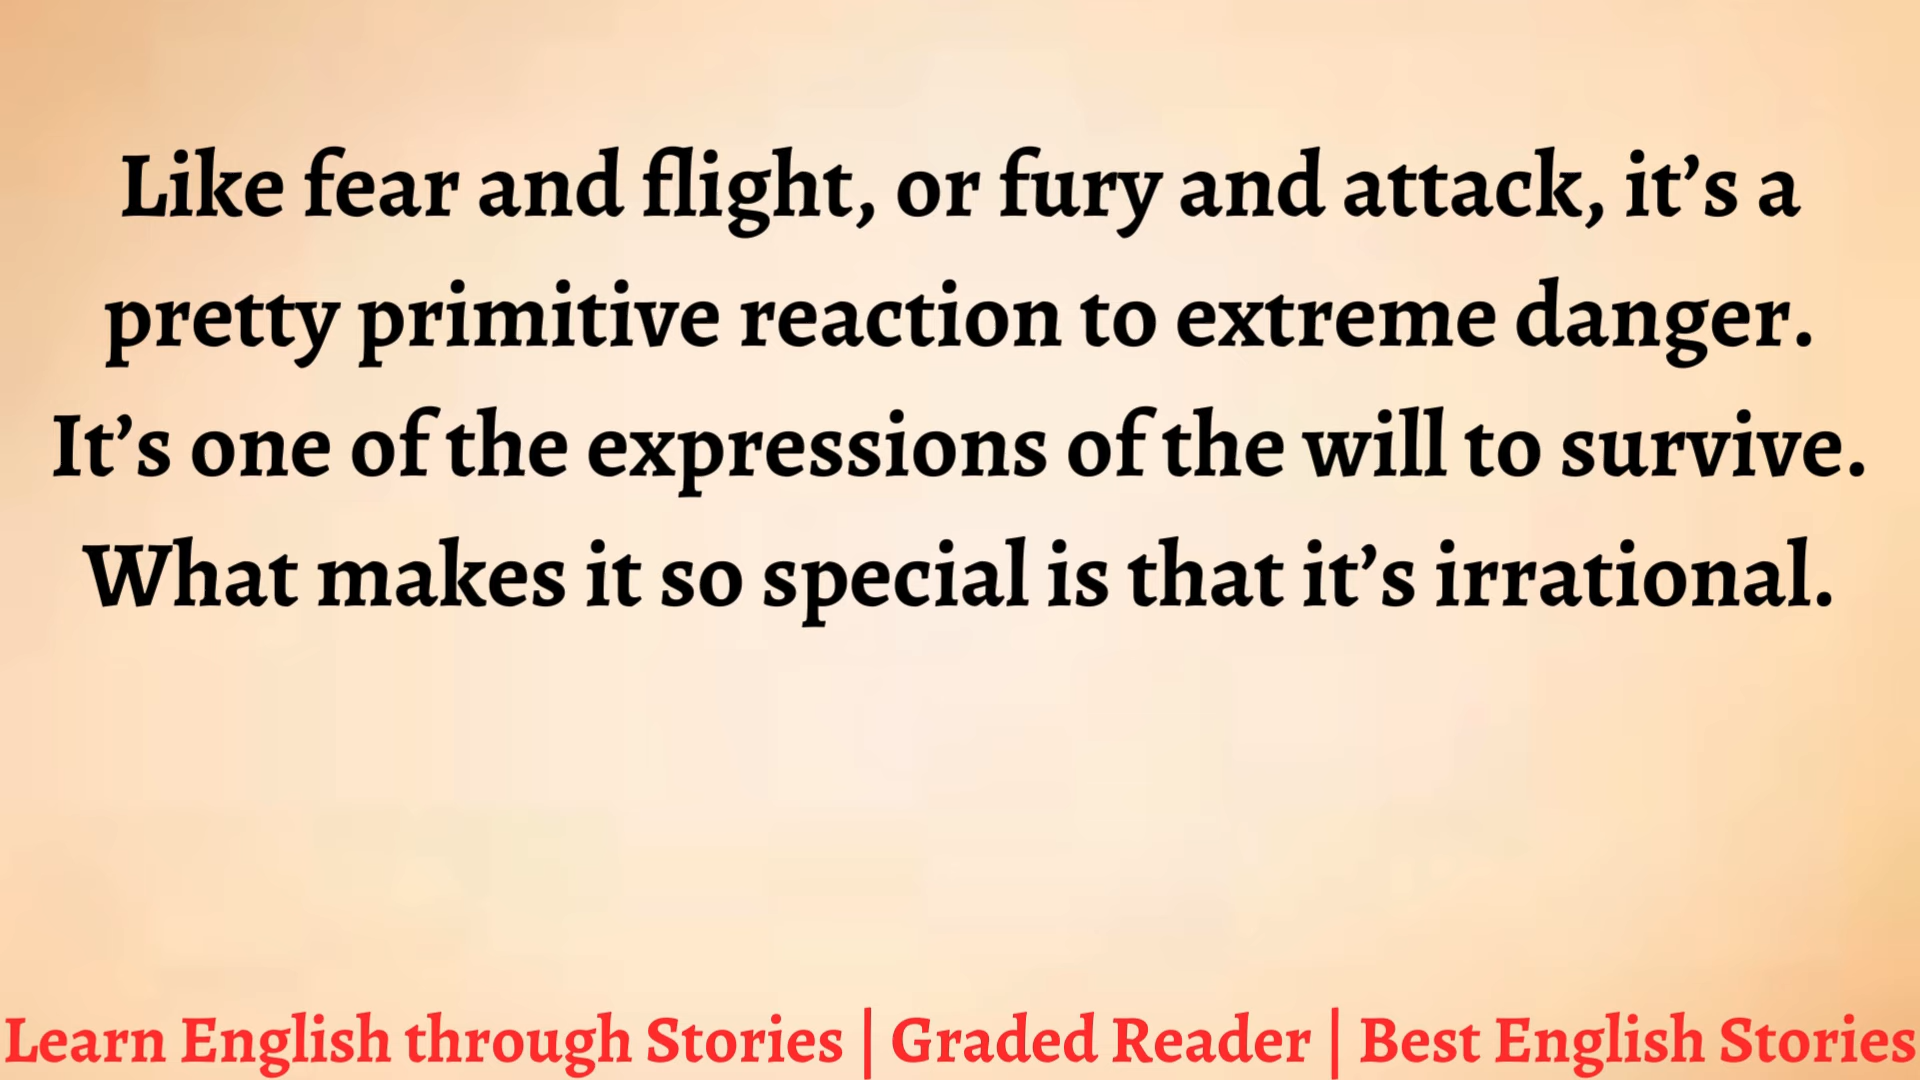 Like fear and flight, or fury and attack, it’s a
pretty primitive reaction to extreme danger.
It’s one of the expressions of the will to survive.
What makes it so special is that it’s irrational.
Learn English through Stories | Graded Reader | Best English Stories